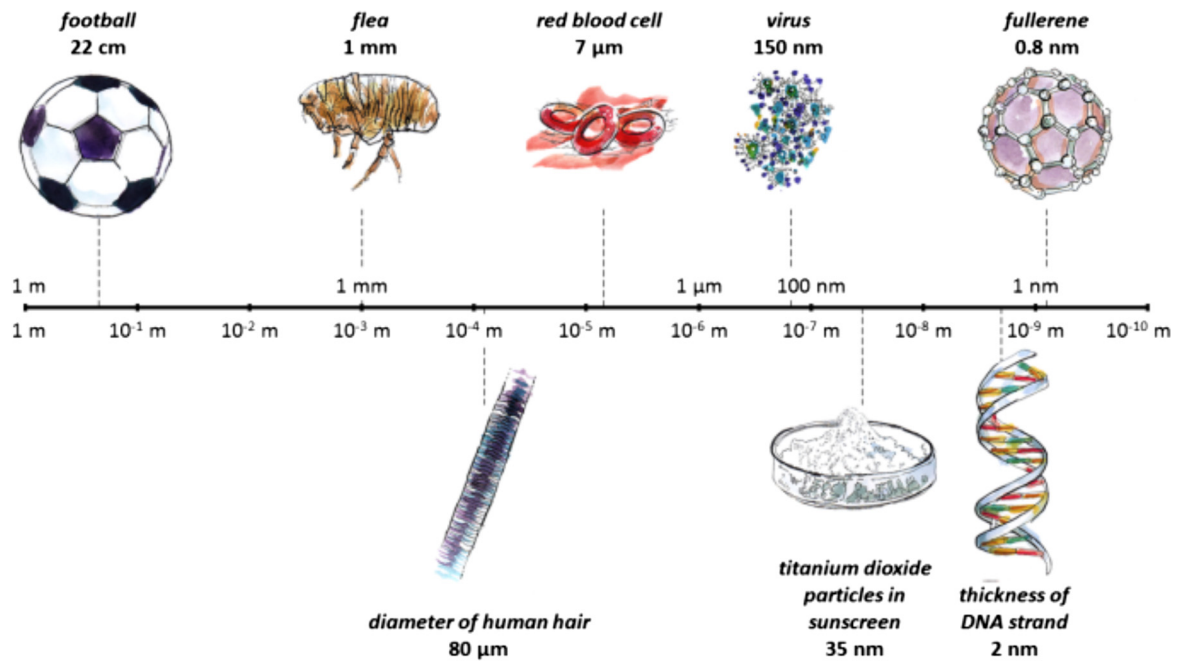 football
22 cm
flea
1 mm
red blood cell
7 µm
virus
150 nm
fullerene
0.8 nm
1 m
1 mm
1 µm
100 nm
1 nm
1 m
10⁻¹ m
10⁻² m
10⁻³ m
10⁻⁴ m
10⁻⁵ m
10⁻⁶ m
10⁻⁷ m
10⁻⁸ m
10⁻⁹ m
10⁻¹⁰ m
diameter of human hair
80 µm
titanium dioxide
particles in
sunscreen
35 nm
thickness of
DNA strand
2 nm